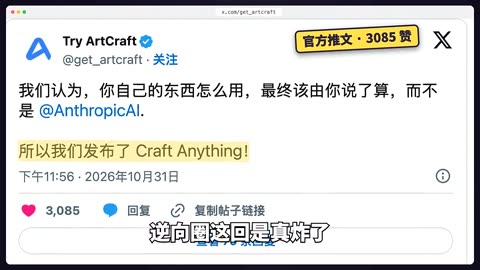 x.com/get_artcraft
Try ArtCraft
@get_artcraft · 关注
官方推文 · 3085 赞
我们认为，你自己的东西怎么用，最终该由你说了算，而不
是 @AnthropicAI.
所以我们发布了 Craft Anything！
下午11:56 · 2026年10月31日
3,085 回复 复制帖子链接
逆向圈这回是真炸了